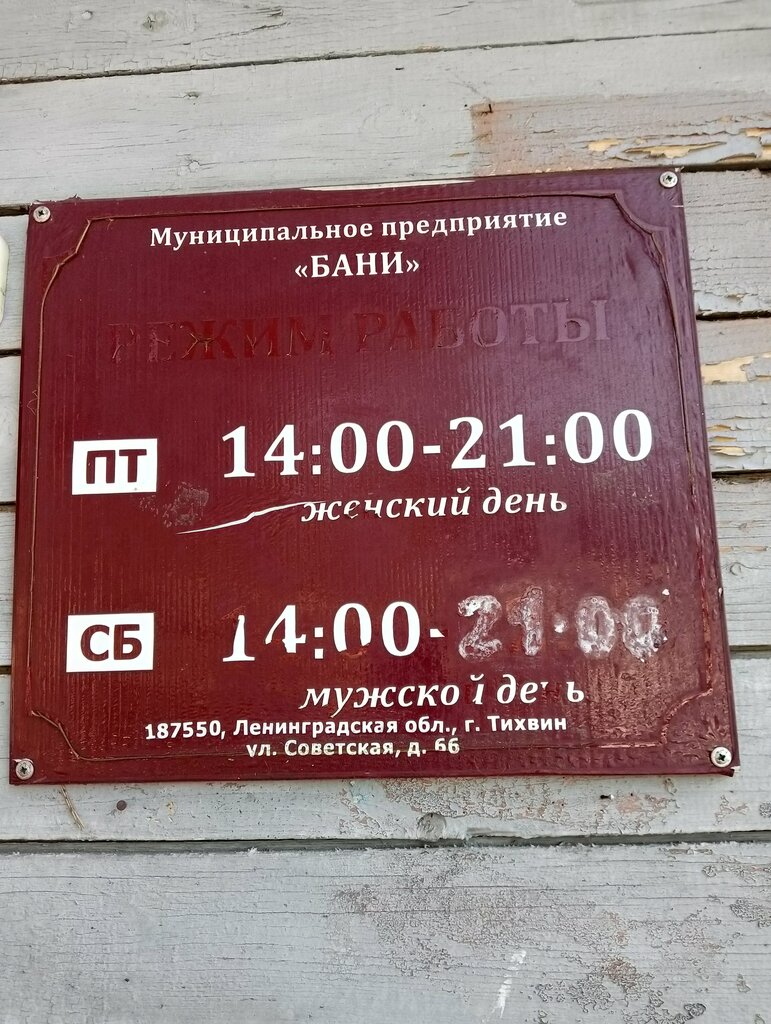 Муниципальное предприятие
«БАНИ»
РЕЖИМ РАБОТЫ
ПТ 14:00-21:00
женский день
СБ 14:00-21:00
мужской день
187550, Ленинградская обл., г. Тихвин
ул. Советская, д. 66